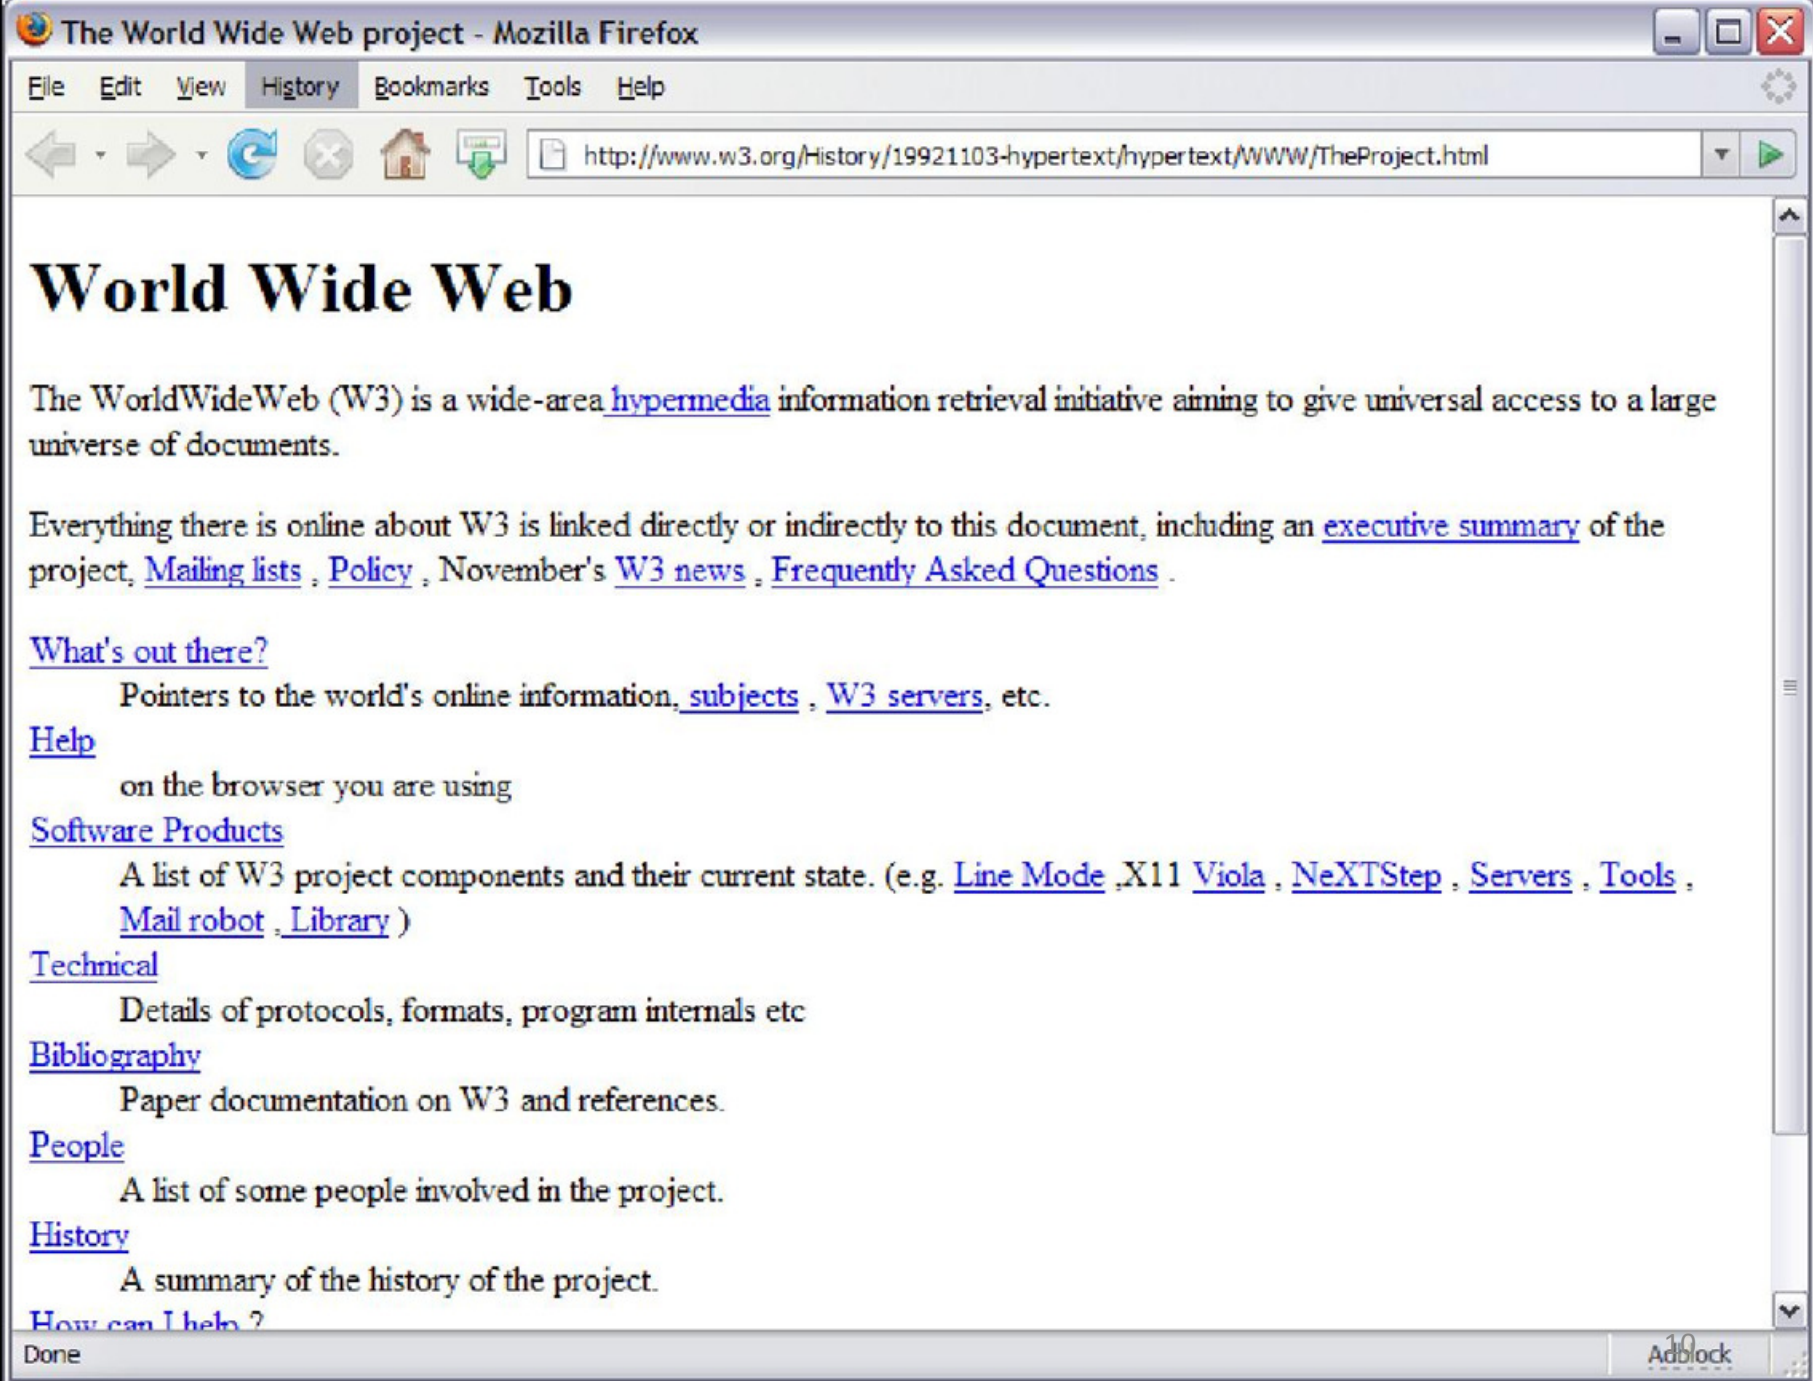 The World Wide Web project - Mozilla Firefox
File Edit View History Bookmarks Tools Help
http://www.w3.org/History/19921103-hypertext/hypertext/WWW/TheProject.html
World Wide Web
The WorldWideWeb (W3) is a wide-area hypermedia information retrieval initiative aiming to give universal access to a large
universe of documents.
Everything there is online about W3 is linked directly or indirectly to this document, including an executive summary of the
project, Mailing lists , Policy , November's W3 news , Frequently Asked Questions .
What's out there?
Pointers to the world's online information, subjects , W3 servers, etc.
Help
on the browser you are using
Software Products
A list of W3 project components and their current state. (e.g. Line Mode ,X11 Viola , NeXTStep , Servers , Tools ,
Mail robot , Library )
Technical
Details of protocols, formats, program internals etc
Bibliography
Paper documentation on W3 and references.
People
A list of some people involved in the project.
History
A summary of the history of the project.
How can I help ?
Done Adblock
10